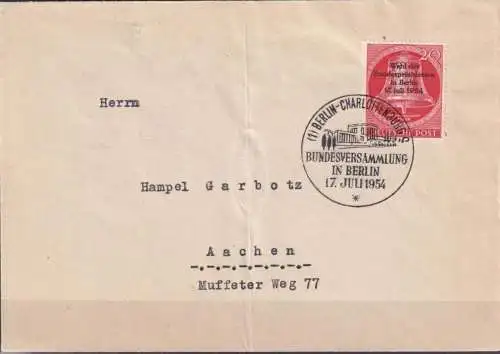 20
Wahl des
Bundespräsidenten
in Berlin
17. Juli 1954
POST
Herrn
(1) BERLIN-CHARLOTTENBURG
BUNDESVERSAMMLUNG
IN BERLIN
17. JULI 1954
Hampel Garbotz
Aachen
Muffeter Weg 77